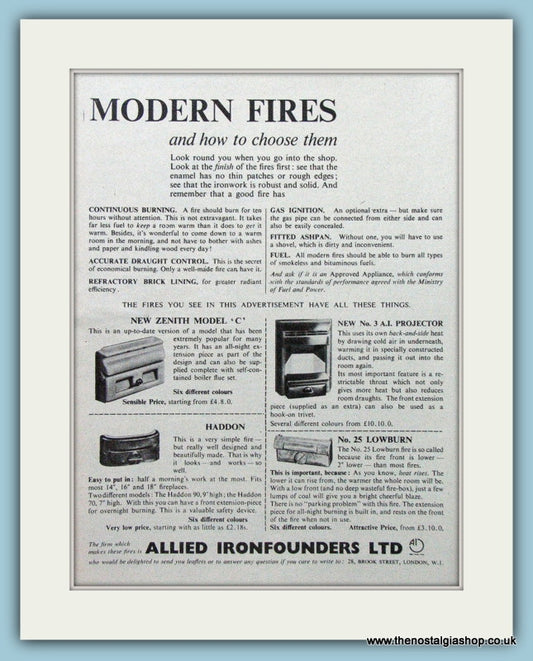 MODERN FIRES
and how to choose them
Look round you when you go into the shop.
Look at the finish of the fires first: see that the
enamel has no thin patches or rough edges;
see that the ironwork is robust and solid. And
remember that a good fire has
CONTINUOUS BURNING. A fire should burn for ten
hours without attention. This is not extravagant. It takes
far less fuel to keep a room warm than it does to get it
warm. Besides, it's wonderful to come down to a warm
room in the morning, and not have to bother with ashes
and paper and kindling wood every day!
ACCURATE DRAUGHT CONTROL. This is the secret
of economical burning. Only a well-made fire can have it.
REFRACTORY BRICK LINING, for greater radiant
efficiency.
GAS IGNITION. An optional extra — but make sure
the gas pipe can be connected from either side and can
also be easily concealed.
FITTED ASHPAN. Without one, you will have to use
a shovel, which is dirty and inconvenient.
FUEL. All modern fires should be able to burn all types
of smokeless and bituminous fuels.
And ask if it is an Approved Appliance, which conforms
with the standards of performance agreed with the Ministry
of Fuel and Power.
THE FIRES YOU SEE IN THIS ADVERTISEMENT HAVE ALL THESE THINGS.
NEW ZENITH MODEL 'C'
This is an up-to-date version of a model that has been
extremely popular for many
years. It has an all-night ex-
tension piece as part of the
design and can also be sup-
plied complete with self-con-
tained boiler flue set.
Six different colours
Sensible Price, starting from £4.8.0.
NEW No. 3 A.I. PROJECTOR
This uses its own back-and-side heat
by drawing cold air in underneath,
warming it in specially constructed
ducts, and passing it out into the
room again.
Its most important feature is a re-
strictable throat which not only
gives more heat but also reduces
room draughts. The front extension
piece (supplied as an extra) can also be used as a
hook-on trivet.
Several different colours from £10.10.0.
HADDON
This is a very simple fire —
but really well designed and
beautifully made. That is why
it looks — and works — so
well.
Easy to put in: half a morning's work at the most. Fits
most 14", 16" and 18" fireplaces.
Two different models: The Haddon 90, 9" high; the Haddon
70, 7" high. With this you can have a front extension-piece
for overnight burning. This is a valuable safety device.
Six different colours
Very low price, starting with as little as £2.18s.
No. 25 LOWBURN
The No. 25 Lowburn fire is so called
because its fire front is lower —
2" lower — than most fires.
This is important, because: As you know, heat rises. The
lower it can rise from, the warmer the whole room will be.
With a low front (and no deep wasteful fire-box), just a few
lumps of coal will give you a bright cheerful blaze.
There is no "parking problem" with this fire. The extension
piece for all-night burning is built in, and rests on the front
of the fire when not in use.
Six different colours. Attractive Price, from £3.10.0.
The firm which
makes these fires is
ALLIED IRONFOUNDERS LTD
who would be delighted to send you leaflets or to answer any question if you care to write to: 28, BROOK STREET, LONDON, W.1.
www.thenostalgiashop.co.uk